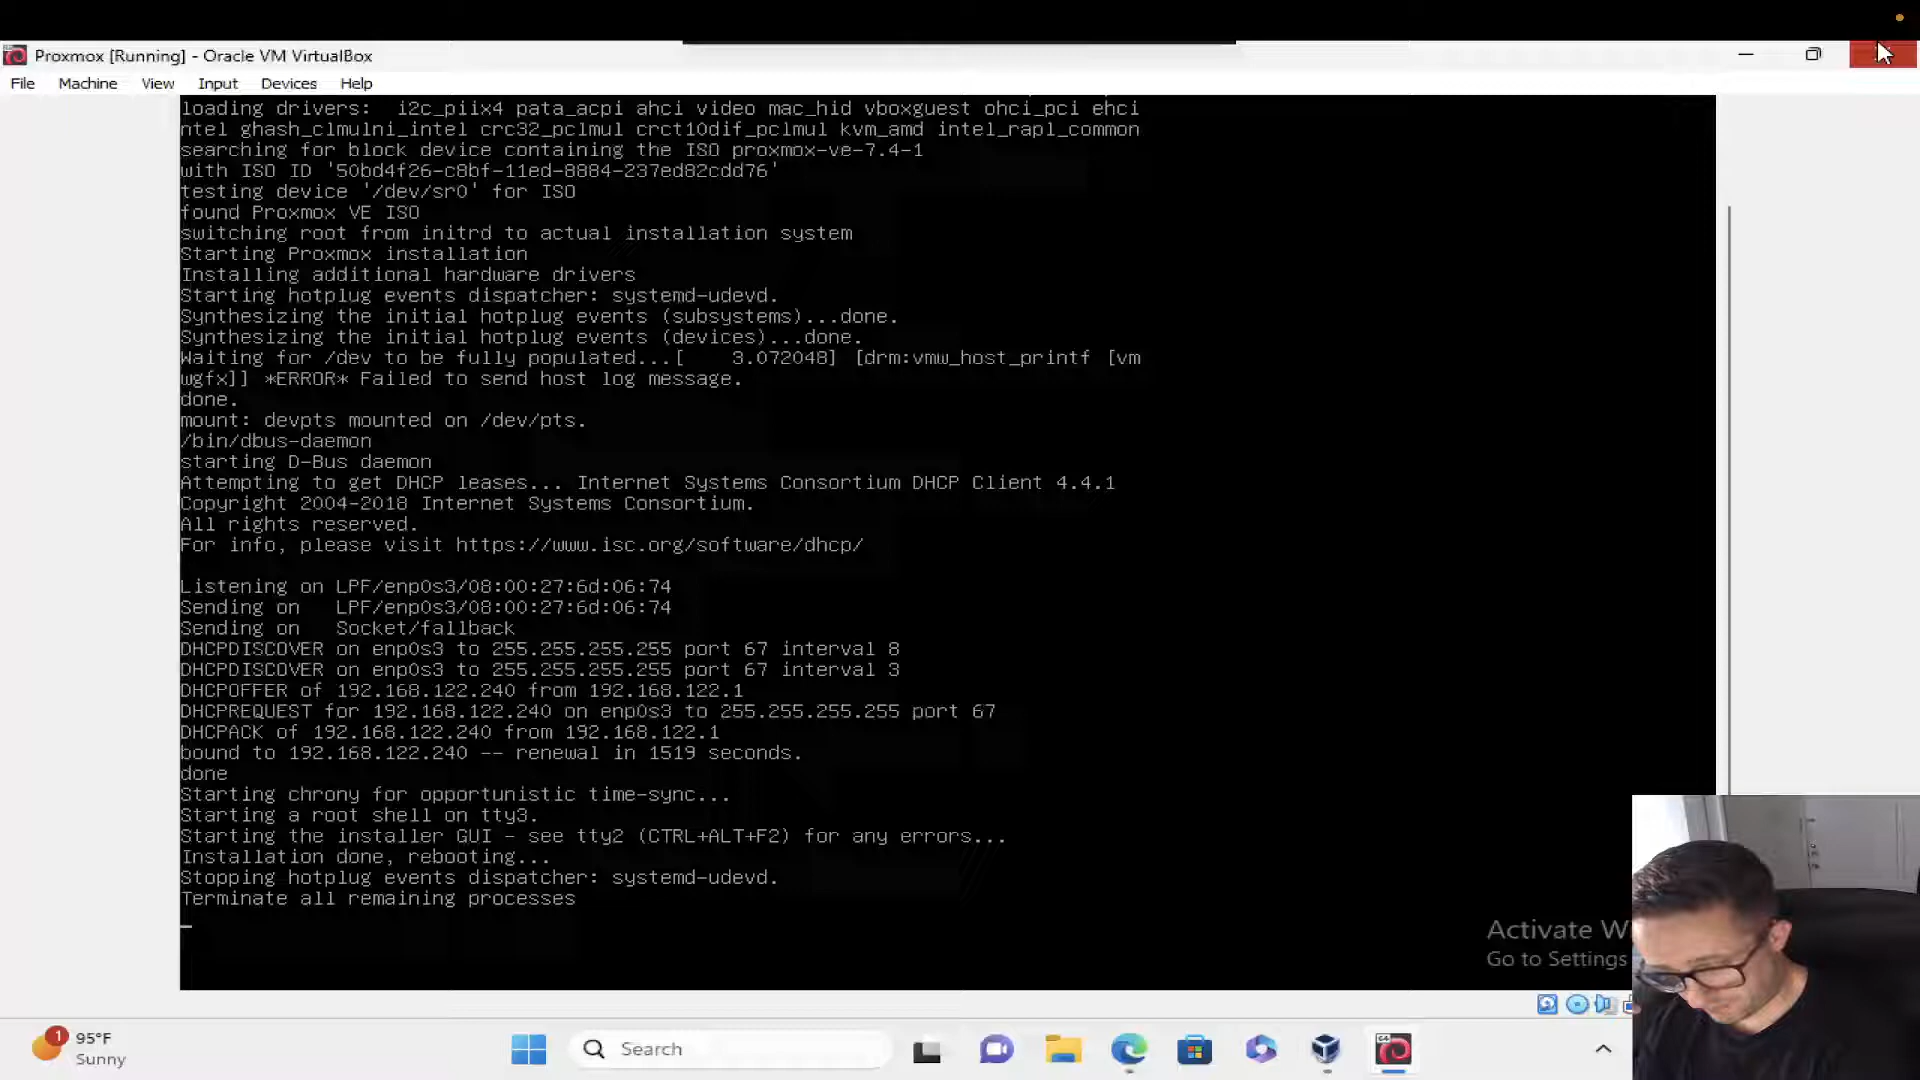 Proxmox [Running] - Oracle VM VirtualBox
File Machine View Input Devices Help
loading drivers: i2c_piix4 pata_acpi ahci video mac_hid vboxguest ohci_pci ehci
ntel ghash_clmulni_intel crc32_pclmul crct10dif_pclmul kvm_amd intel_rapl_common
searching for block device containing the ISO proxmox-ve-7.4-1
with ISO ID '50bd4f26-c8bf-11ed-8884-237ed82cdd76'
testing device '/dev/sr0' for ISO
found Proxmox VE ISO
switching root from initrd to actual installation system
Starting Proxmox installation
Installing additional hardware drivers
Starting hotplug events dispatcher: systemd-udevd.
Synthesizing the initial hotplug events (subsystems)...done.
Synthesizing the initial hotplug events (devices)...done.
Waiting for /dev to be fully populated...[    3.072048] [drm:vmw_host_printf [vm
wgfx]] *ERROR* Failed to send host log message.
done.
mount: devpts mounted on /dev/pts.
/bin/dbus-daemon
starting D-Bus daemon
Attempting to get DHCP leases... Internet Systems Consortium DHCP Client 4.4.1
Copyright 2004-2018 Internet Systems Consortium.
All rights reserved.
For info, please visit https://www.isc.org/software/dhcp/
Listening on LPF/enp0s3/08:00:27:6d:06:74
Sending on   LPF/enp0s3/08:00:27:6d:06:74
Sending on   Socket/fallback
DHCPDISCOVER on enp0s3 to 255.255.255.255 port 67 interval 8
DHCPDISCOVER on enp0s3 to 255.255.255.255 port 67 interval 3
DHCPOFFER of 192.168.122.240 from 192.168.122.1
DHCPREQUEST for 192.168.122.240 on enp0s3 to 255.255.255.255 port 67
DHCPACK of 192.168.122.240 from 192.168.122.1
bound to 192.168.122.240 -- renewal in 1519 seconds.
done
Starting chrony for opportunistic time-sync...
Starting a root shell on tty3.
Starting the installer GUI - see tty2 (CTRL+ALT+F2) for any errors...
Installation done, rebooting...
Stopping hotplug events dispatcher: systemd-udevd.
Terminate all remaining processes
Activate W
Go to Settings
1
95°F
Sunny
Search